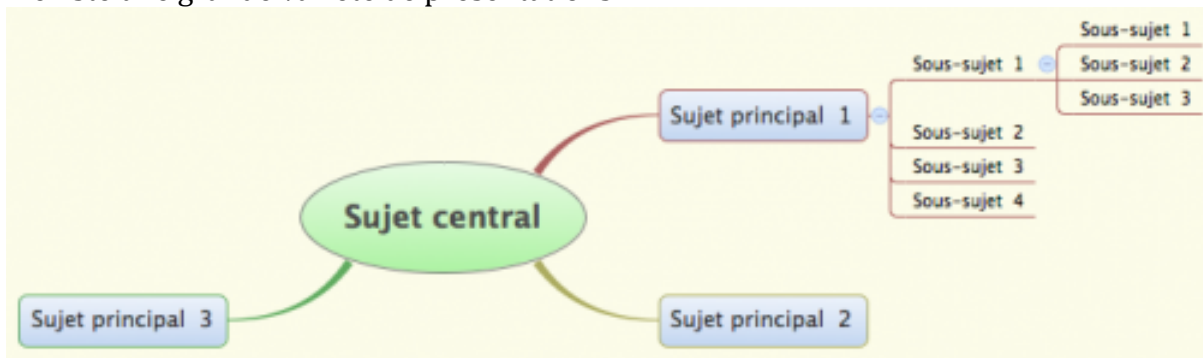 Sous-sujet 1
Sous-sujet 1
Sous-sujet 2
Sous-sujet 3
Sujet principal 1
Sous-sujet 2
Sous-sujet 3
Sous-sujet 4
Sujet central
Sujet principal 3
Sujet principal 2